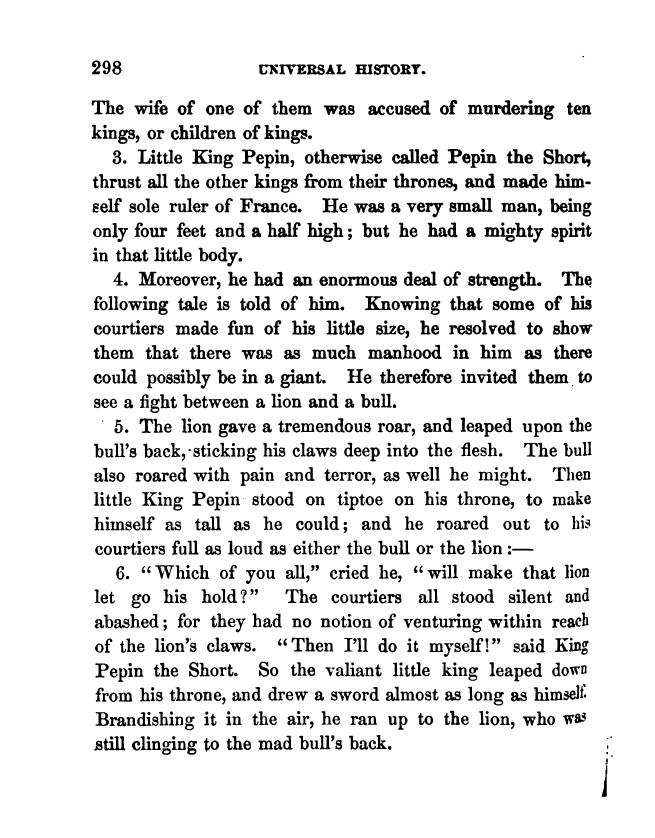 298 UNIVERSAL HISTORY.
The wife of one of them was accused of murdering ten
kings, or children of kings.
3. Little King Pepin, otherwise called Pepin the Short,
thrust all the other kings from their thrones, and made him-
self sole ruler of France. He was a very small man, being
only four feet and a half high; but he had a mighty spirit
in that little body.
4. Moreover, he had an enormous deal of strength. The
following tale is told of him. Knowing that some of his
courtiers made fun of his little size, he resolved to show
them that there was as much manhood in him as there
could possibly be in a giant. He therefore invited them to
see a fight between a lion and a bull.
5. The lion gave a tremendous roar, and leaped upon the
bull's back, sticking his claws deep into the flesh. The bull
also roared with pain and terror, as well he might. Then
little King Pepin stood on tiptoe on his throne, to make
himself as tall as he could; and he roared out to his
courtiers full as loud as either the bull or the lion:—
6. "Which of you all," cried he, "will make that lion
let go his hold?" The courtiers all stood silent and
abashed; for they had no notion of venturing within reach
of the lion's claws. "Then I'll do it myself!" said King
Pepin the Short. So the valiant little king leaped down
from his throne, and drew a sword almost as long as himself.
Brandishing it in the air, he ran up to the lion, who was
still clinging to the mad bull's back.